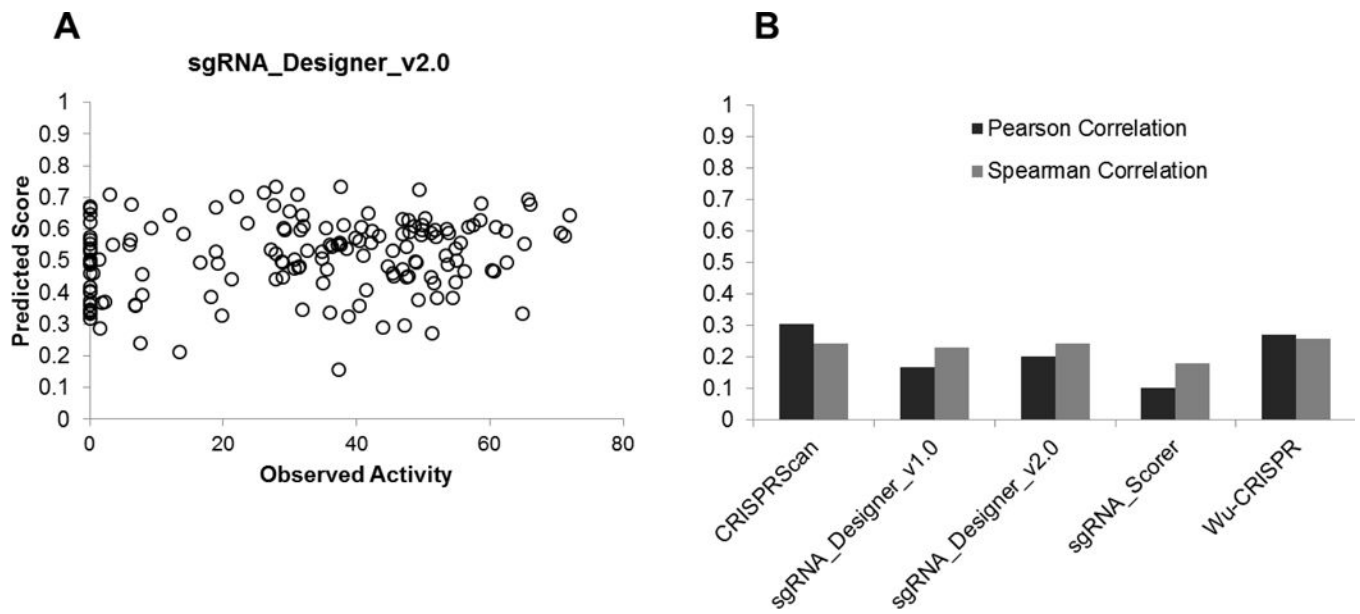 A
sgRNA_Designer_v2.0
1
0.9
0.8
0.7
0.6
0.5
0.4
0.3
0.2
0.1
0
Predicted Score
0 20 40 60 80
Observed Activity
B
1
0.9
0.8
0.7
0.6
0.5
0.4
0.3
0.2
0.1
0
Pearson Correlation
Spearman Correlation
CRISPRScan
sgRNA_Designer_v1.0
sgRNA_Designer_v2.0
sgRNA_Scorer
Wu-CRISPR